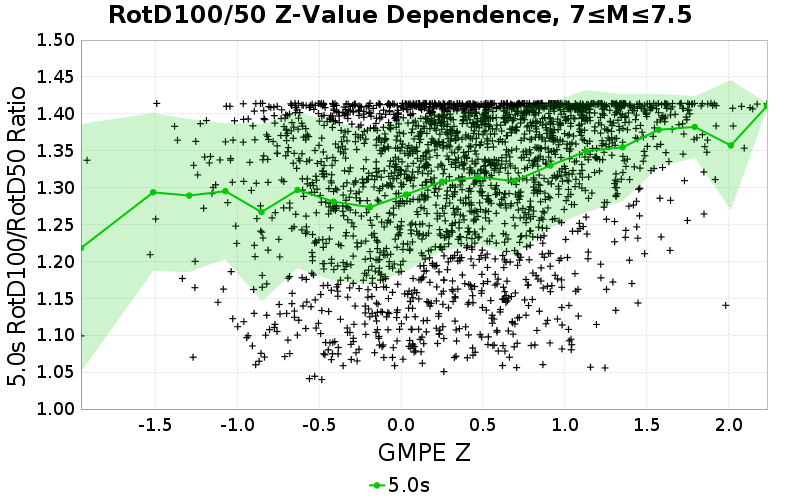 RotD100/50 Z-Value Dependence, 7≤M≤7.5
5.0s RotD100/RotD50 Ratio
1.50
1.45
1.40
1.35
1.30
1.25
1.20
1.15
1.10
1.05
1.00
-1.5 -1.0 -0.5 0.0 0.5 1.0 1.5 2.0
GMPE Z
5.0s